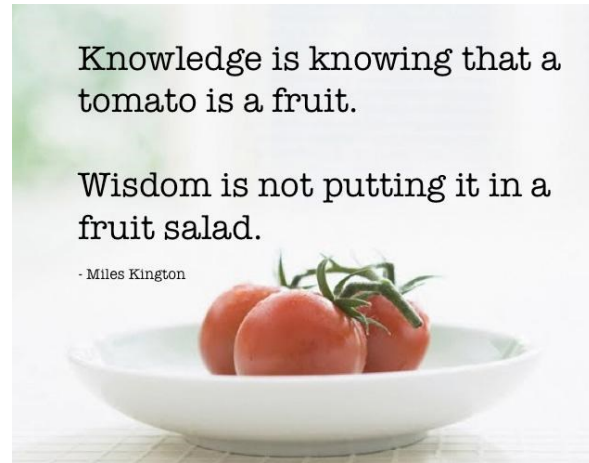 Knowledge is knowing that a
tomato is a fruit.
Wisdom is not putting it in a
fruit salad.
- Miles Kington